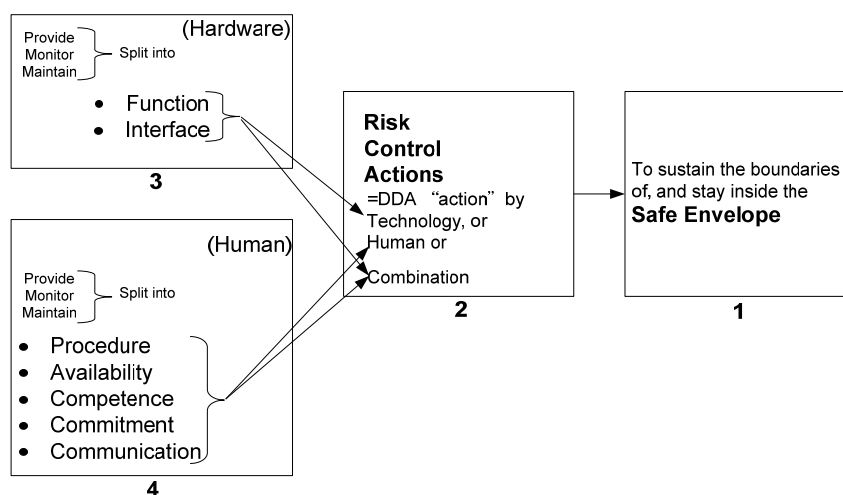 (Hardware)
Provide
Monitor
Maintain
Split into
• Function
• Interface
3
(Human)
Provide
Monitor
Maintain
Split into
• Procedure
• Availability
• Competence
• Commitment
• Communication
4
Risk
Control
Actions
=DDA “action” by
Technology, or
Human or
Combination
2
To sustain the boundaries
of, and stay inside the
Safe Envelope
1